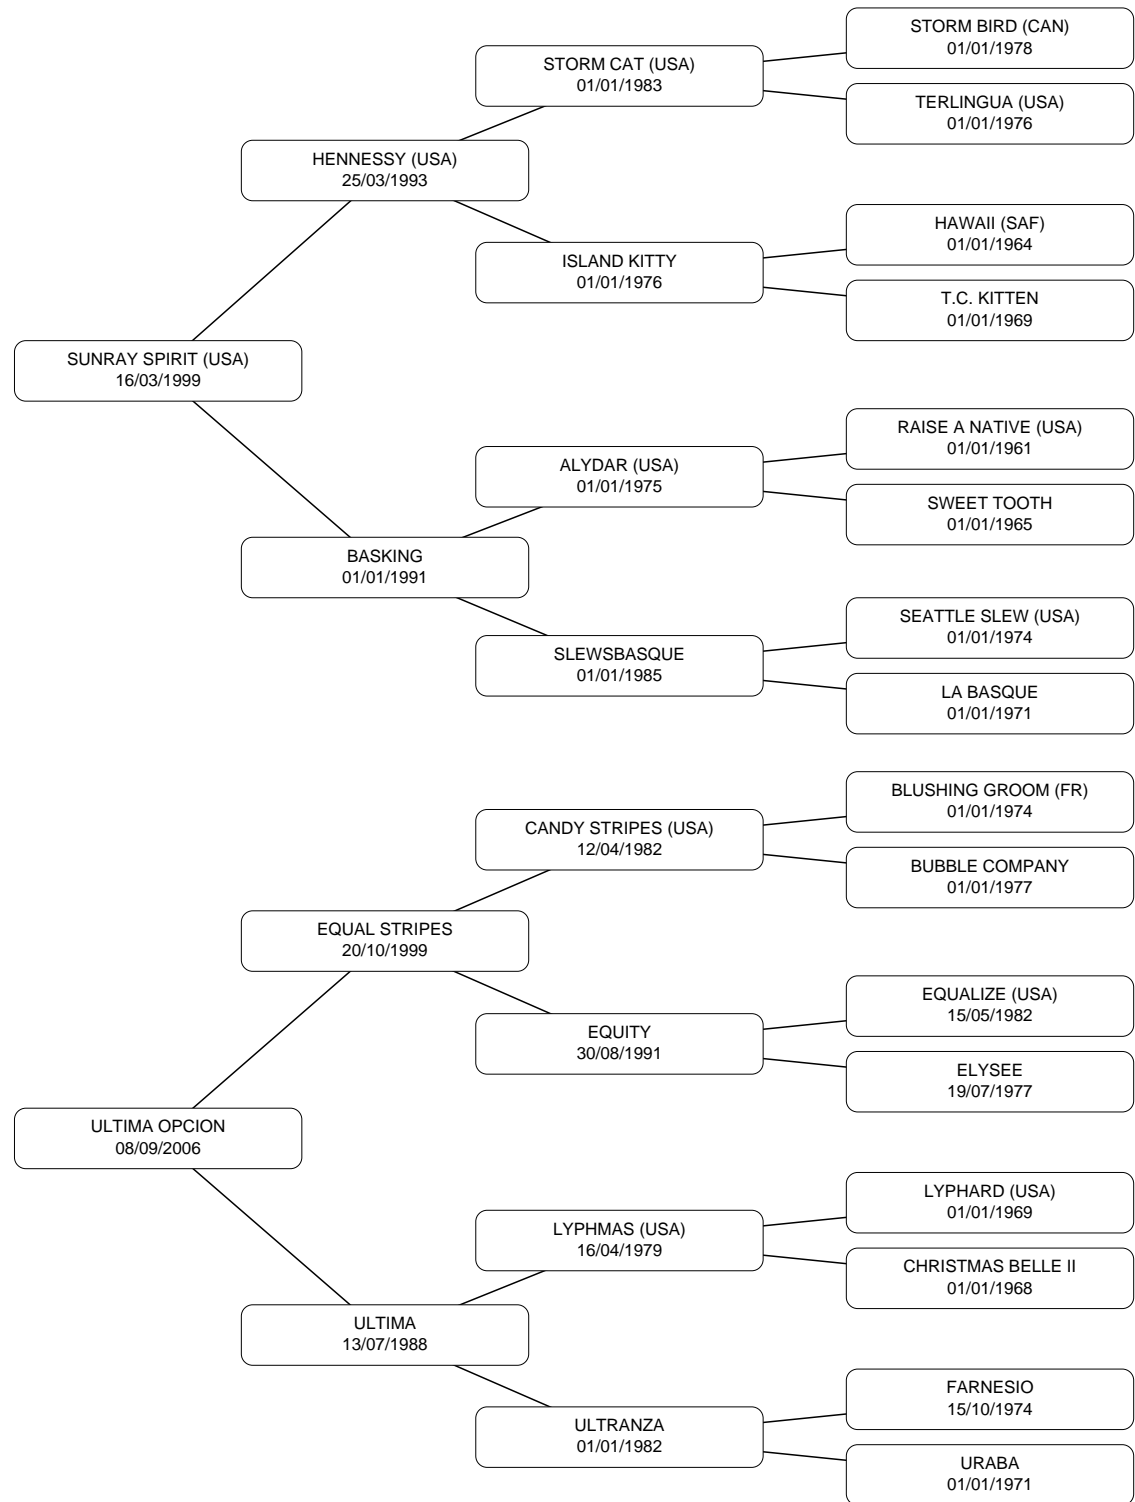 STORM BIRD (CAN)
01/01/1978
STORM CAT (USA)
01/01/1983
TERLINGUA (USA)
01/01/1976
HENNESSY (USA)
25/03/1993
HAWAII (SAF)
01/01/1964
ISLAND KITTY
01/01/1976
T.C. KITTEN
01/01/1969
SUNRAY SPIRIT (USA)
16/03/1999
RAISE A NATIVE (USA)
01/01/1961
ALYDAR (USA)
01/01/1975
SWEET TOOTH
01/01/1965
BASKING
01/01/1991
SEATTLE SLEW (USA)
01/01/1974
SLEWSBASQUE
01/01/1985
LA BASQUE
01/01/1971
BLUSHING GROOM (FR)
01/01/1974
CANDY STRIPES (USA)
12/04/1982
BUBBLE COMPANY
01/01/1977
EQUAL STRIPES
20/10/1999
EQUALIZE (USA)
15/05/1982
EQUITY
30/08/1991
ELYSEE
19/07/1977
ULTIMA OPCION
08/09/2006
LYPHARD (USA)
01/01/1969
LYPHMAS (USA)
16/04/1979
CHRISTMAS BELLE II
01/01/1968
ULTIMA
13/07/1988
FARNESIO
15/10/1974
ULTRANZA
01/01/1982
URABA
01/01/1971